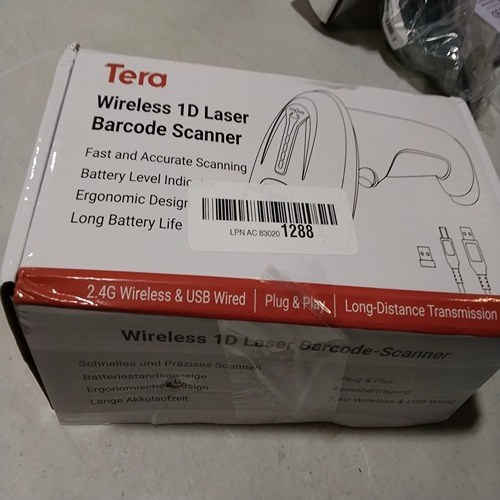 Tera
Wireless 1D Laser
Barcode Scanner
Fast and Accurate Scanning
Battery Level
Ergonomic Design
Long Battery Life
LPN AC 83020 1288
2.4G Wireless & USB Wired | Plug & Play | Long-Distance Transmission
Wireless 1D Laser Barcode-Scanner
Schnelles und Präzises Scannen
Batteriestandsanzeige
Ergonomisches Design
Lange Akkulaufzeit
Plug & Play
2.4G Wireless & USB Wired